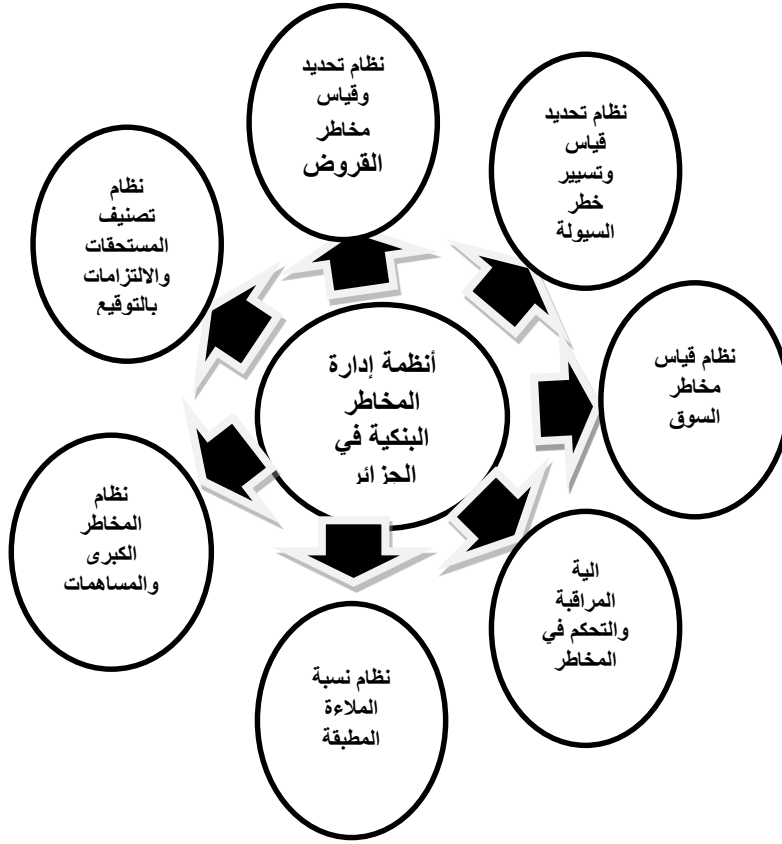 نظام تحديد
وقياس
مخاطر
القروض
نظام تحديد
قياس
وتسيير
خطر
السيولة
نظام قياس
مخاطر
السوق
الية
المراقبة
والتحكم في
المخاطر
نظام نسبة
الملاءة
المطبقة
نظام
المخاطر
الكبرى
والمساهمات
نظام
تصنيف
المستحقات
والالتزامات
بالتوقيع
أنظمة إدارة
المخاطر
البنكية في
الجزائر